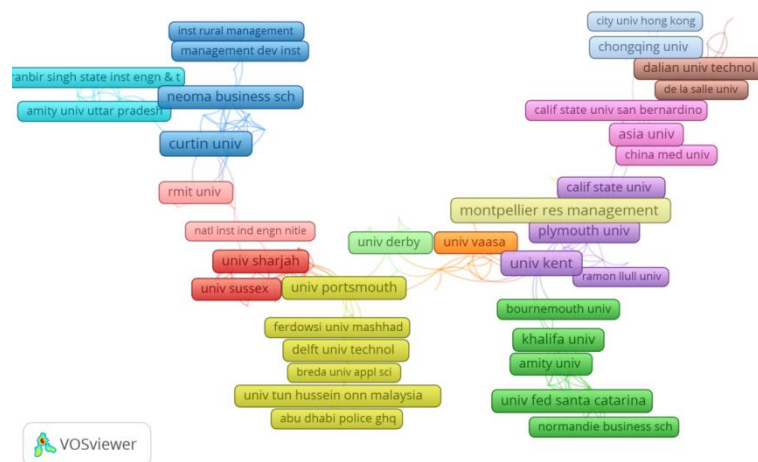 inst rural management
management dev inst
ranbir singh state inst engn & t
neoma business sch
amity univ uttar pradesh
curtin univ
rmit univ
natl inst ind engn nitie
univ sharjah
univ sussex
univ portsmouth
ferdowsi univ mashhad
delft univ technol
breda univ appl sci
univ tun hussein onn malaysia
abu dhabi police ghq
univ derby
univ vaasa
city univ hong kong
chongqing univ
dalian univ technol
de la salle univ
calif state univ san bernardino
asia univ
china med univ
calif state univ
montpellier res management
plymouth univ
univ kent
ramon llull univ
bournemouth univ
khalifa univ
amity univ
univ fed santa catarina
normandie business sch
VOSviewer